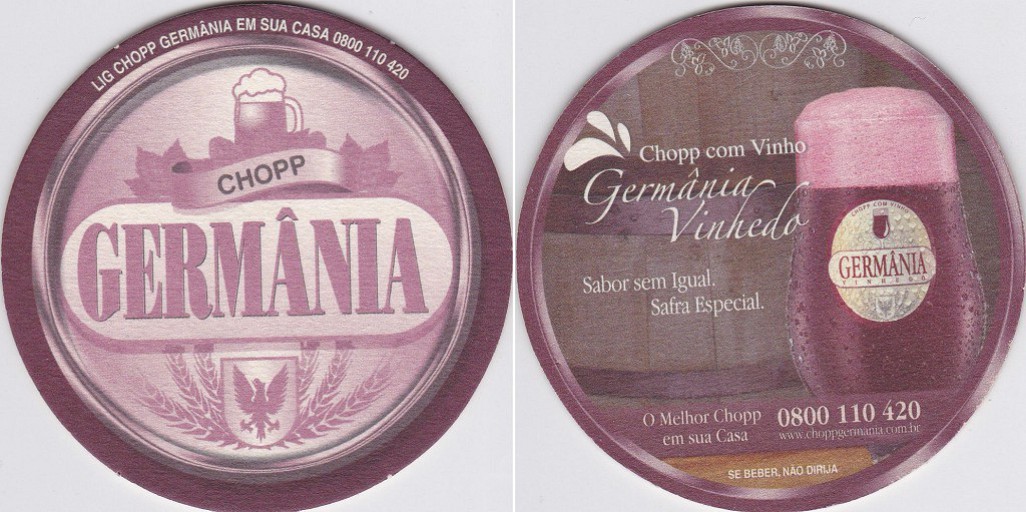 LIG CHOPP GERMÂNIA EM SUA CASA 0800 110 420
CHOPP
GERMÂNIA
Chopp com Vinho
Germânia
Vinhedo
Sabor sem Igual.
Safra Especial.
CHOPP COM VINHO
GERMÂNIA
VINHEDO
O Melhor Chopp
em sua Casa
0800 110 420
www.choppgermania.com.br
SE BEBER, NÃO DIRIJA